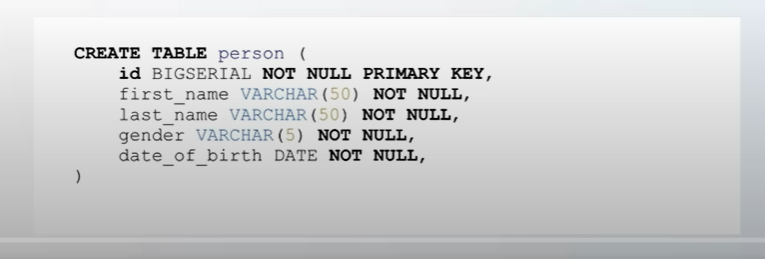 CREATE TABLE person (
id BIGSERIAL NOT NULL PRIMARY KEY,
first_name VARCHAR(50) NOT NULL,
last_name VARCHAR(50) NOT NULL,
gender VARCHAR(5) NOT NULL,
date_of_birth DATE NOT NULL,
)